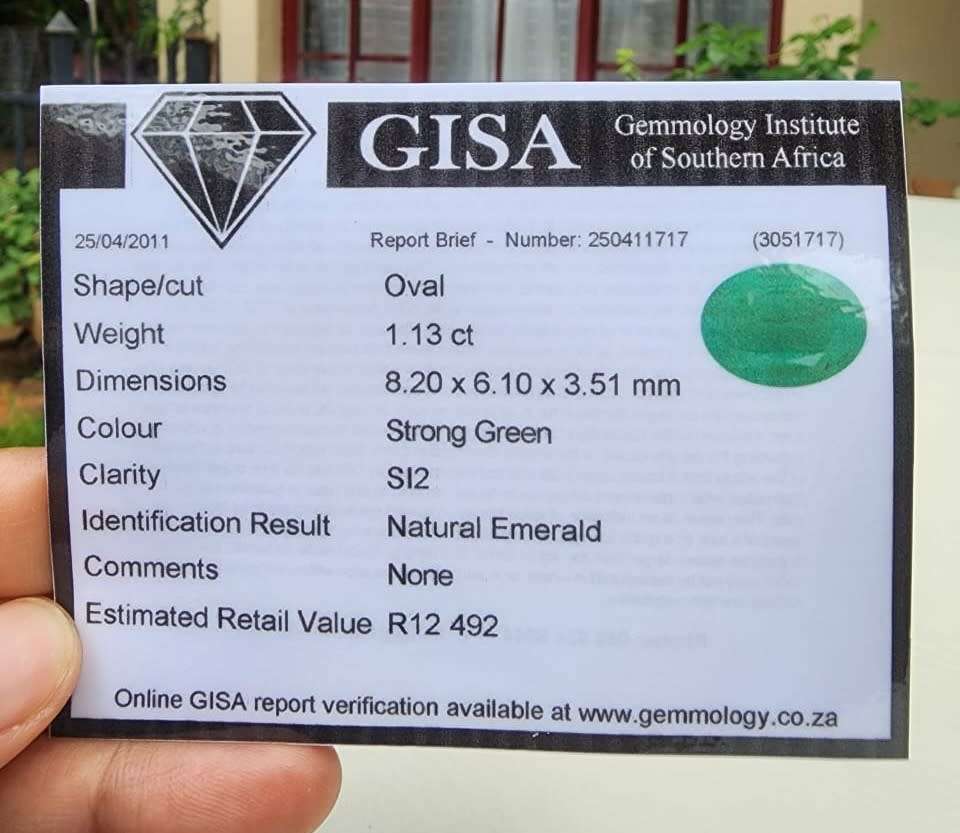 GISA
Gemmology Institute
of Southern Africa
25/04/2011 Report Brief - Number: 250411717 (3051717)
Shape/cut Oval
Weight 1.13 ct
Dimensions 8.20 x 6.10 x 3.51 mm
Colour Strong Green
Clarity SI2
Identification Result Natural Emerald
Comments None
Estimated Retail Value R12 492
Online GISA report verification available at www.gemmology.co.za